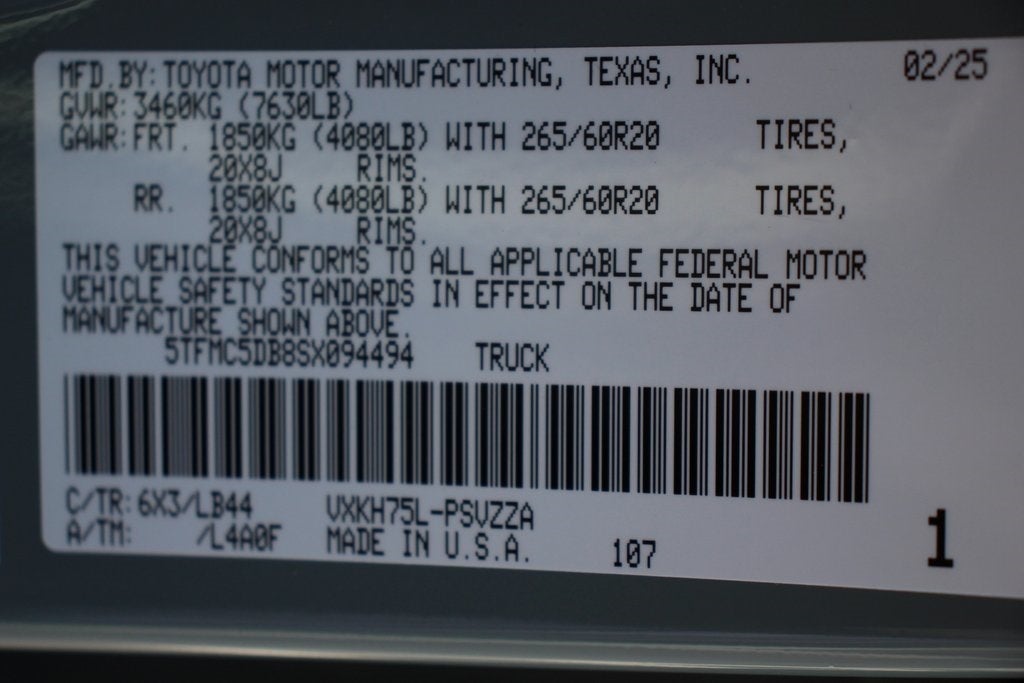 MFD.BY: TOYOTA MOTOR MANUFACTURING, TEXAS, INC. 02/25
GVWR: 3460KG (7630LB)
GAWR: FRT. 1850KG (4080LB) WITH 265/60R20 TIRES,
20X8J RIMS.
RR. 1850KG (4080LB) WITH 265/60R20 TIRES,
20X8J RIMS.
THIS VEHICLE CONFORMS TO ALL APPLICABLE FEDERAL MOTOR
VEHICLE SAFETY STANDARDS IN EFFECT ON THE DATE OF
MANUFACTURE SHOWN ABOVE.
5TFMC5DB8SX094494 TRUCK
C/TR: 6X3/LB44 VXKH75L-PSVZZA
A/TM: /L4A0F MADE IN U.S.A. 107 1